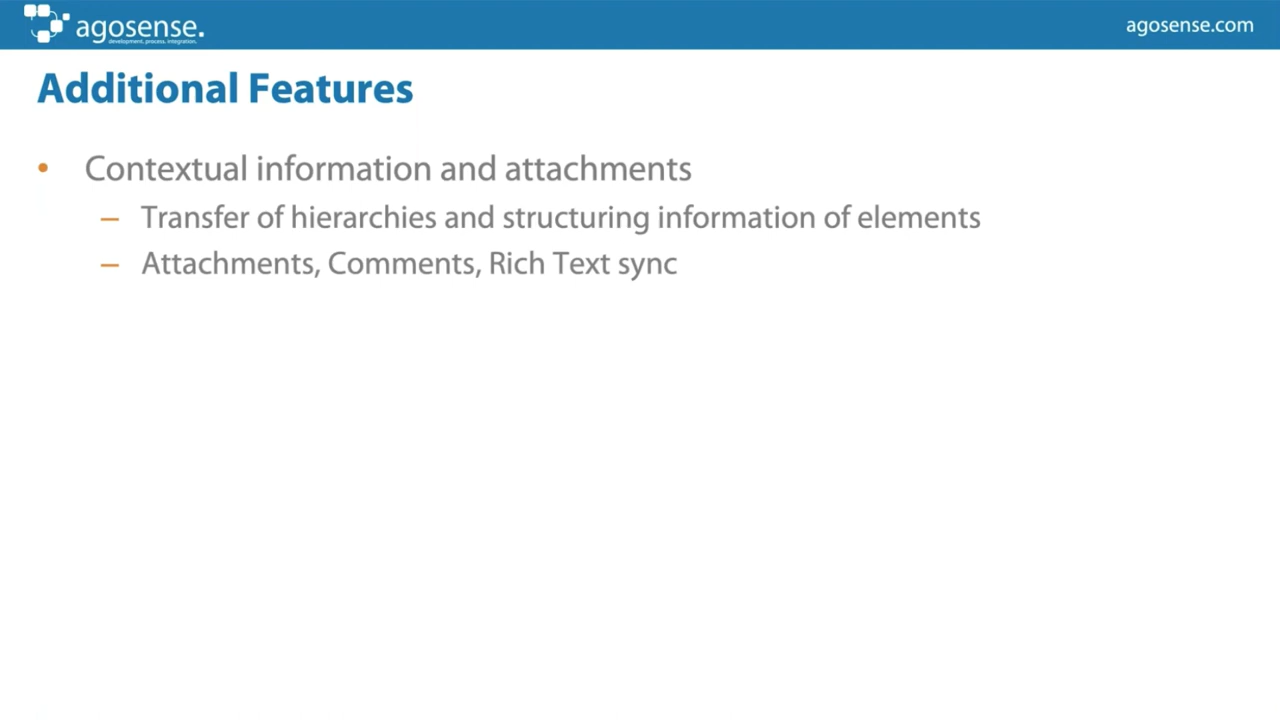 agosense.
development. process. integration.
agosense.com
Additional Features
• Contextual information and attachments
– Transfer of hierarchies and structuring information of elements
– Attachments, Comments, Rich Text sync